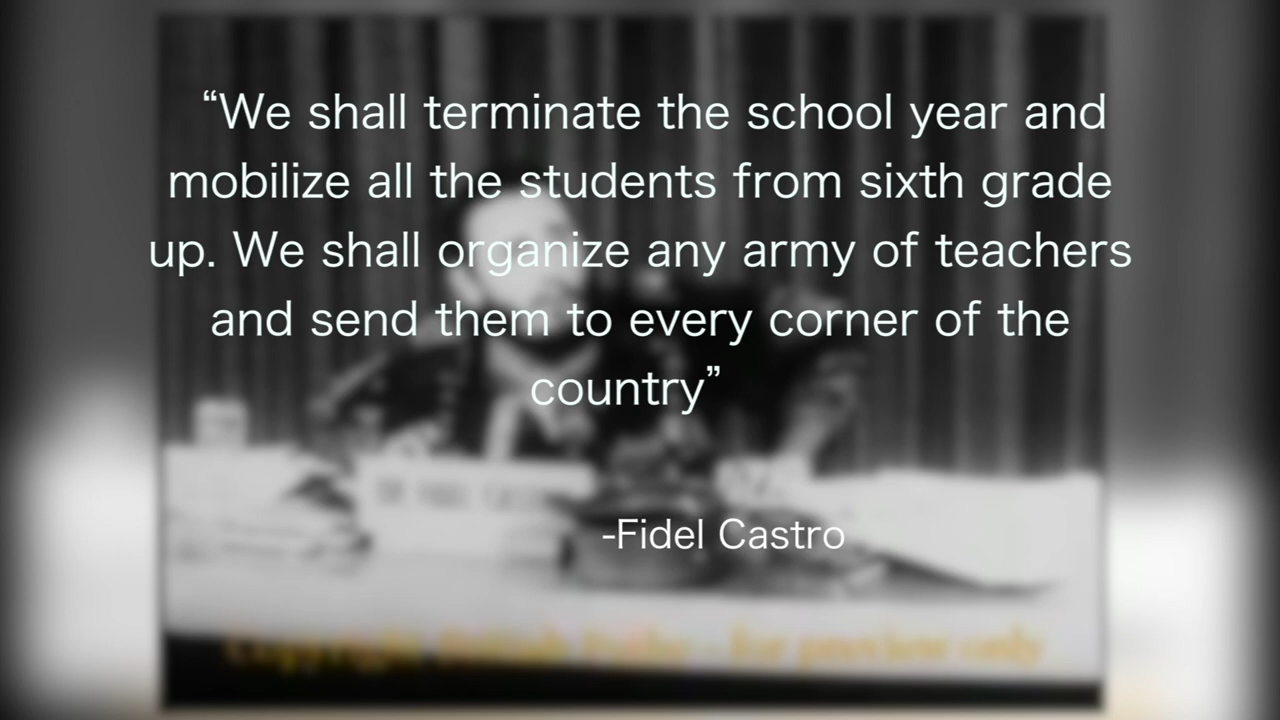 “We shall terminate the school year and
mobilize all the students from sixth grade
up. We shall organize any army of teachers
and send them to every corner of the
country”
-Fidel Castro